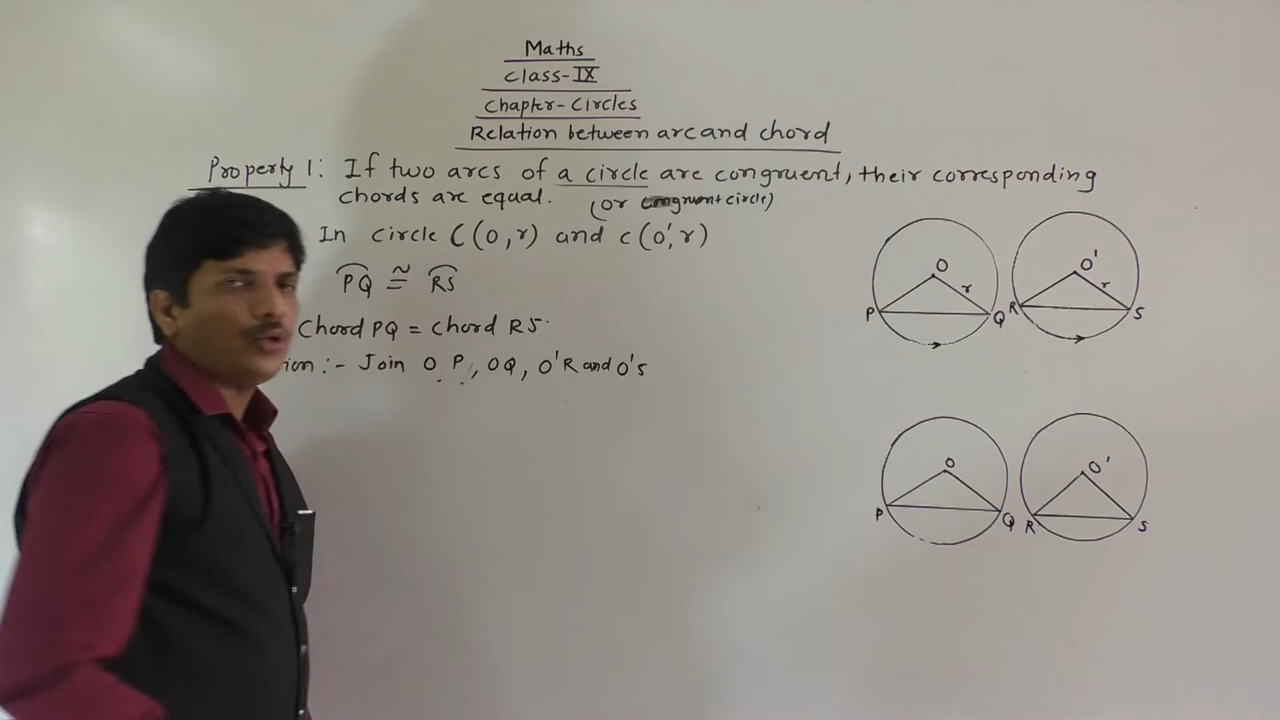 Maths
class-IX
Chapter-Circles
Relation between arc and chord
Property 1: If two arcs of a circle are congruent, their corresponding
chords are equal. (or congruent circle)
In circle C(O,r) and c(O',r)
PQ ≅ RS
Chord PQ = chord RS.
ion :- Join O P, OQ, O'R and O's
O r P Q
O' r R S
O P Q
O' R S